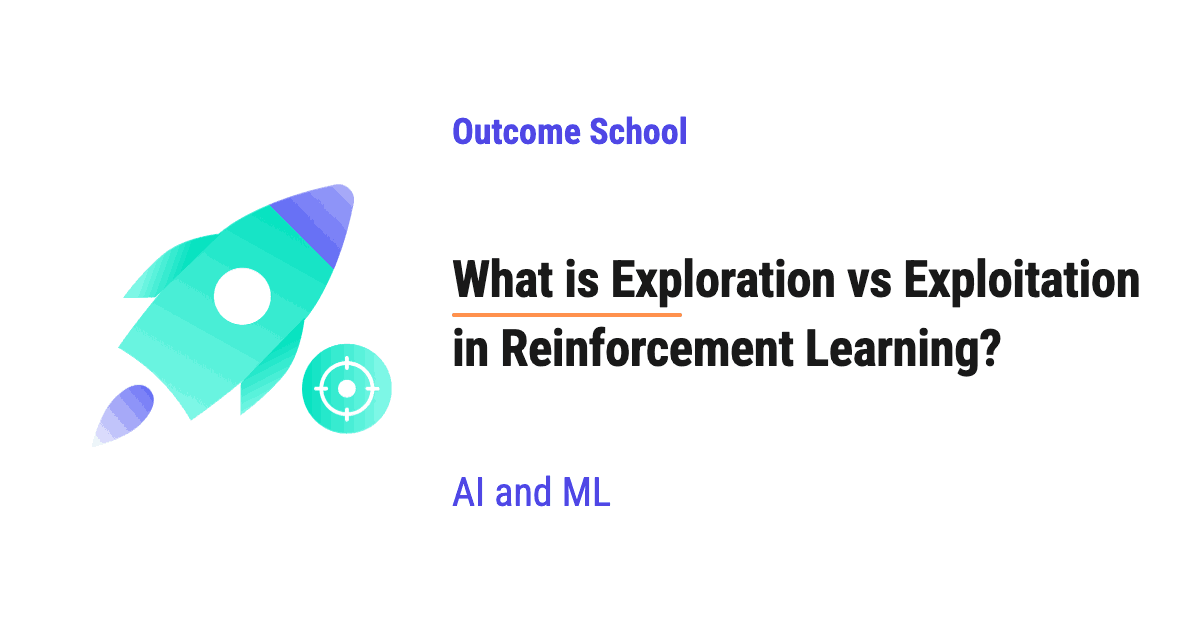 Outcome School
What is Exploration vs Exploitation
in Reinforcement Learning?
AI and ML